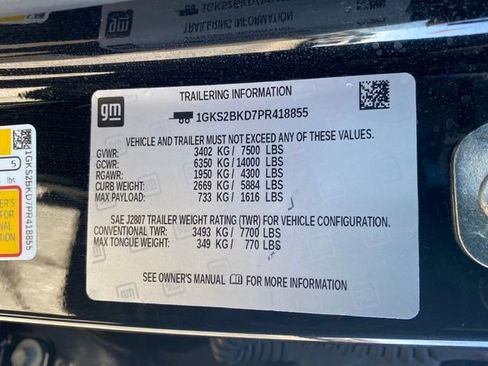 TRAILERING INFORMATION
gm
1GKS2BKD7PR418855
VEHICLE AND TRAILER MUST NOT EXCEED ANY OF THESE VALUES.
GVWR: 3402 KG / 7500 LBS
GCWR: 6350 KG / 14000 LBS
RGAWR: 1950 KG / 4300 LBS
CURB WEIGHT: 2669 KG / 5884 LBS
MAX PAYLOAD: 733 KG / 1616 LBS
SAE J2807 TRAILER WEIGHT RATING (TWR) FOR VEHICLE CONFIGURATION.
CONVENTIONAL TWR: 3493 KG / 7700 LBS
MAX TONGUE WEIGHT: 349 KG / 770 LBS
SEE OWNER'S MANUAL FOR MORE INFORMATION
1GKS2BKD7PR418855
5
lbs